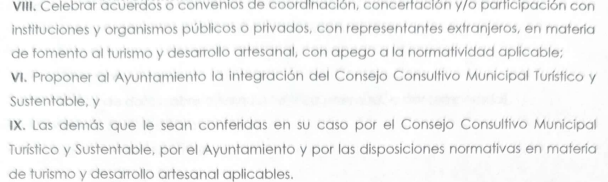 VIII. Celebrar acuerdos o convenios de coordinación, concertación y/o participación con
instituciones y organismos públicos o privados, con representantes extranjeros, en materia
de fomento al turismo y desarrollo artesanal, con apego a la normatividad aplicable;
VI. Proponer al Ayuntamiento la integración del Consejo Consultivo Municipal Turístico y
Sustentable, y
IX. Las demás que le sean conferidas en su caso por el Consejo Consultivo Municipal
Turístico y Sustentable, por el Ayuntamiento y por las disposiciones normativas en materia
de turismo y desarrollo artesanal aplicables.